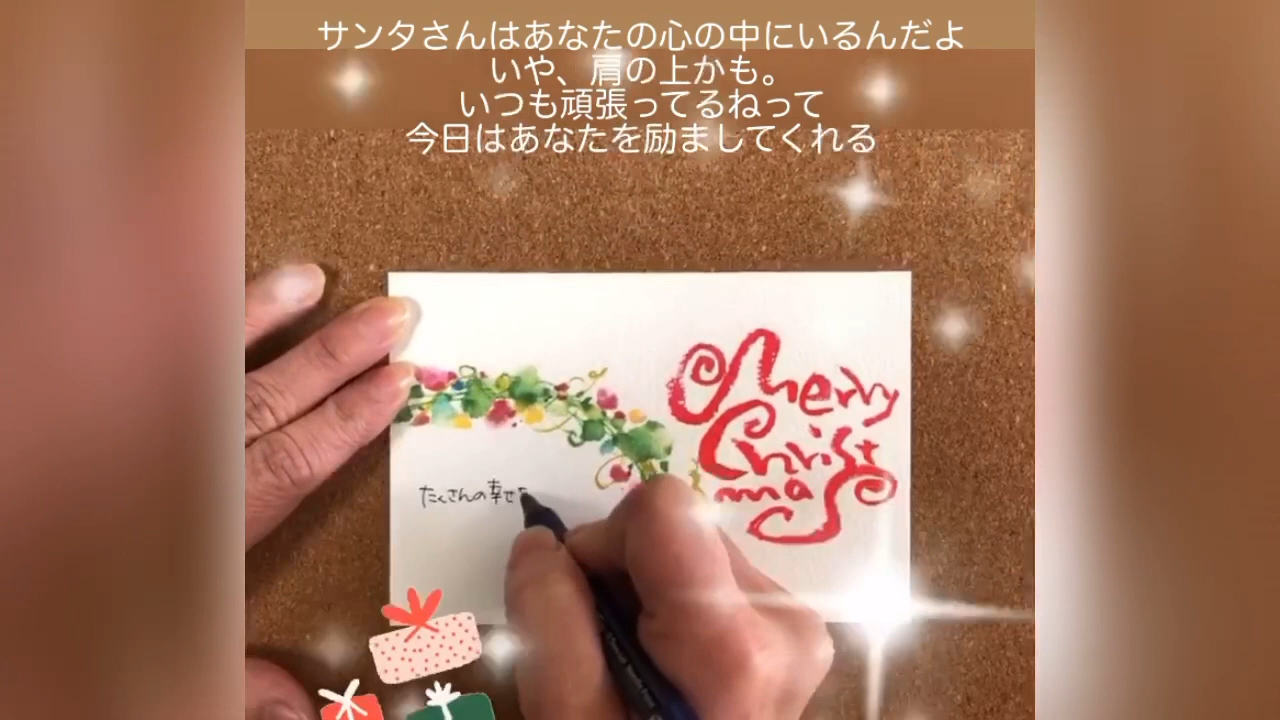 サンタさんはあなたの心の中にいるんだよ
いや、肩の上かも。
いつも頑張ってるねって
今日はあなたを励ましてくれる
Merry
Christ
mas
たくさんの幸せ